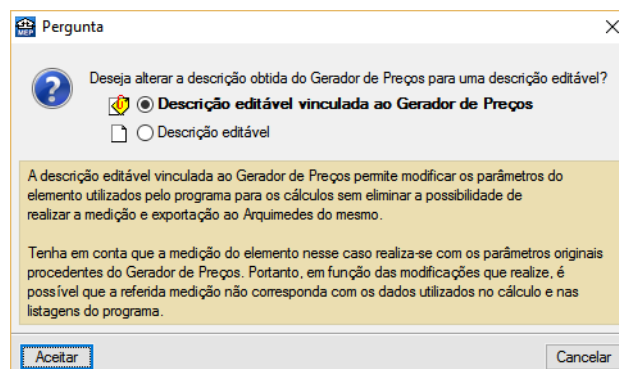 MEP
Pergunta
Deseja alterar a descrição obtida do Gerador de Preços para uma descrição editável?
Descrição editável vinculada ao Gerador de Preços
Descrição editável
A descrição editável vinculada ao Gerador de Preços permite modificar os parâmetros do
elemento utilizados pelo programa para os cálculos sem eliminar a possibilidade de
realizar a medição e exportação ao Arquimedes do mesmo.
Tenha em conta que a medição do elemento nesse caso realiza-se com os parâmetros originais
procedentes do Gerador de Preços. Portanto, em função das modificações que realize, é
possível que a referida medição não corresponda com os dados utilizados no cálculo e nas
listagens do programa.
Aceitar
Cancelar